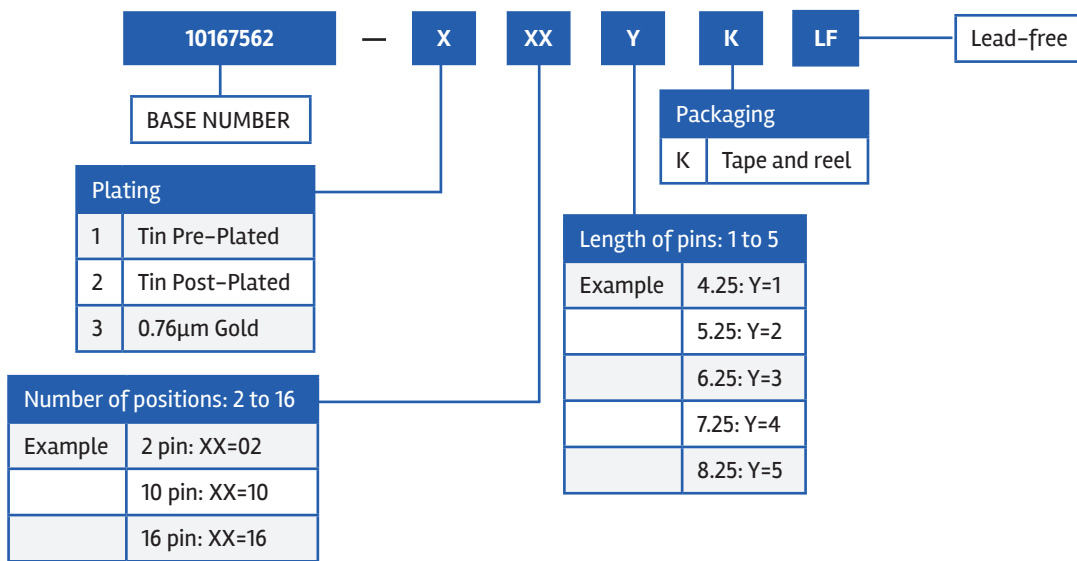 10167562 — X XX Y K LF Lead-free
BASE NUMBER
Packaging
K Tape and reel
Plating
1 Tin Pre-Plated
2 Tin Post-Plated
3 0.76µm Gold
Length of pins: 1 to 5
Example 4.25: Y=1
5.25: Y=2
6.25: Y=3
7.25: Y=4
8.25: Y=5
Number of positions: 2 to 16
Example 2 pin: XX=02
10 pin: XX=10
16 pin: XX=16